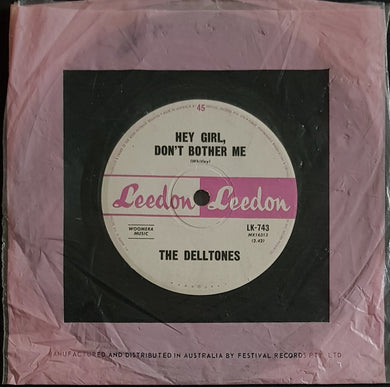 45
HEY GIRL,
DON'T BOTHER ME
(Whitley)
Leedon Leedon
WOOMERA
MUSIC
LK-743
MX14313
(2.42)
THE DELLTONES
MANUFACTURED AND DISTRIBUTED IN AUSTRALIA BY FESTIVAL RECORDS PTY. LTD